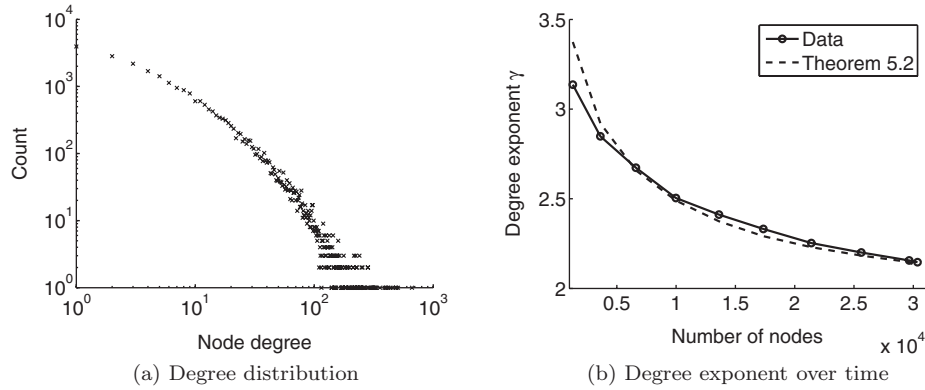 10^4
10^3
10^2
10^1
10^0
Count
10^0 10^1 10^2 10^3
Node degree
(a) Degree distribution
3.5
3
2.5
2
Degree exponent γ
Data
Theorem 5.2
0.5 1 1.5 2 2.5 3
Number of nodes
x 10^4
(b) Degree exponent over time